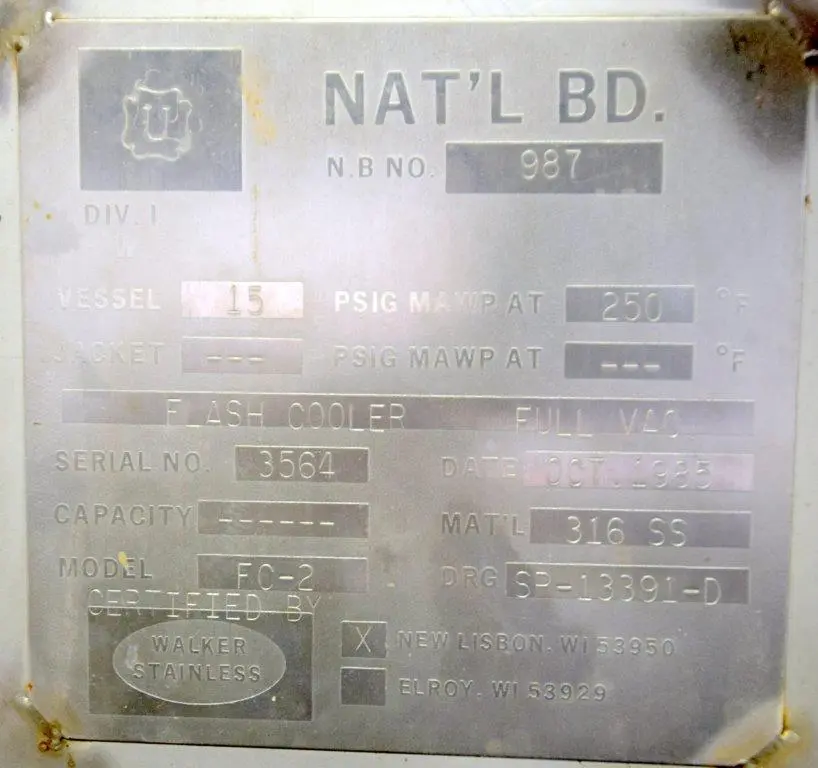 U
NAT'L BD.
N.B NO. 987
DIV. I
VESSEL 15 PSIG MAWP AT 250 °F
JACKET --- PSIG MAWP AT --- °F
FLASH COOLER FULL VAC
SERIAL NO. 3564 DATE OCT. 1985
CAPACITY ------ MAT'L 316 SS
MODEL FC-2 DRG SP-13391-D
CERTIFIED BY
WALKER
STAINLESS
X NEW LISBON, WI 53950
ELROY, WI 53929